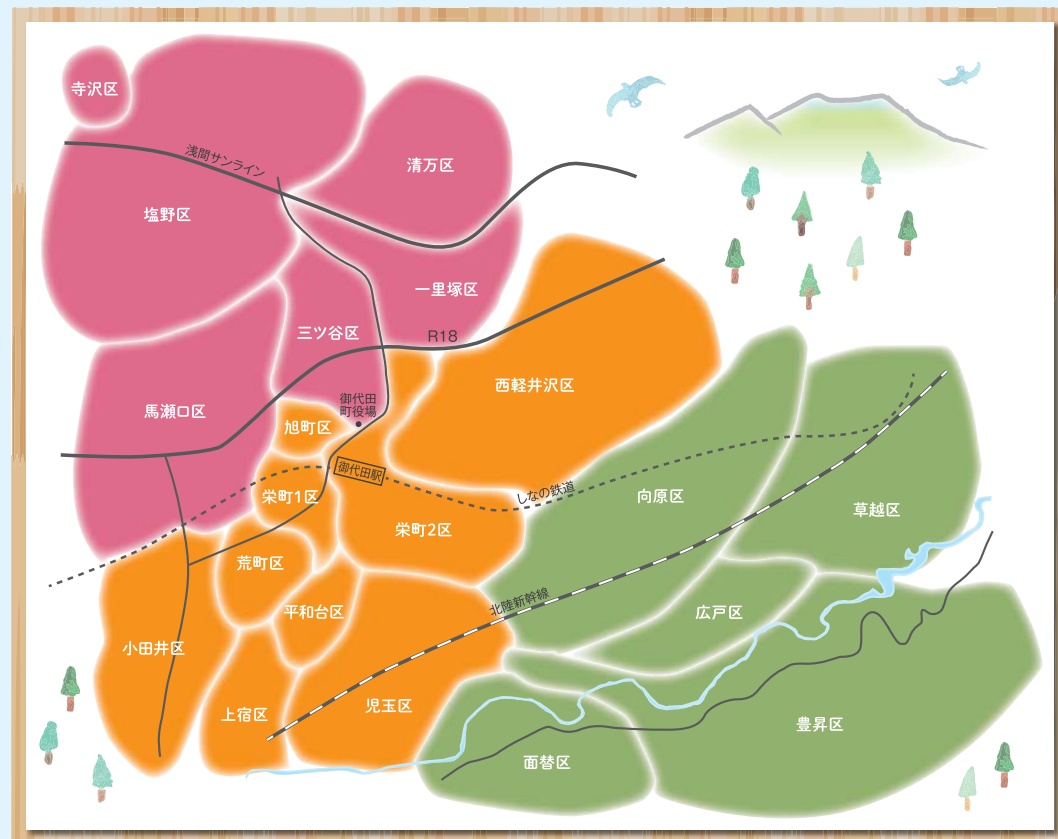 寺沢区
浅間サンライン
清万区
塩野区
一里塚区
三ツ谷区
R18
西軽井沢区
御代田
町役場
馬瀬口区
旭町区
御代田駅
しなの鉄道
栄町1区
向原区
草越区
栄町2区
荒町区
北陸新幹線
平和台区
広戸区
小田井区
児玉区
上宿区
豊昇区
面替区